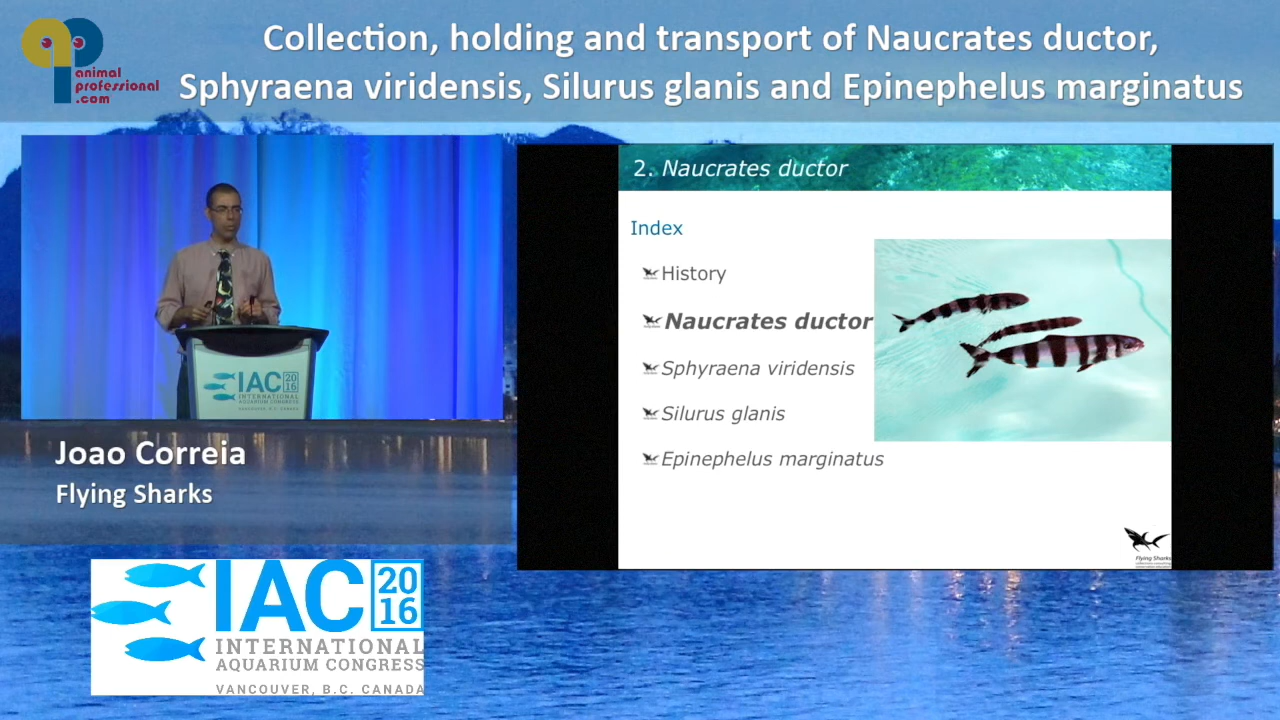 Collection, holding and transport of Naucrates ductor,
Sphyraena viridensis, Silurus glanis and Epinephelus marginatus
animal
professional
.com
2. Naucrates ductor
Index
History
Naucrates ductor
Sphyraena viridensis
Silurus glanis
Epinephelus marginatus
Flying Sharks
IAC 2016
INTERNATIONAL
AQUARIUM CONGRESS
VANCOUVER, B.C. CANADA
Joao Correia
Flying Sharks
IAC 2016
INTERNATIONAL
AQUARIUM CONGRESS
VANCOUVER, B.C. CANADA